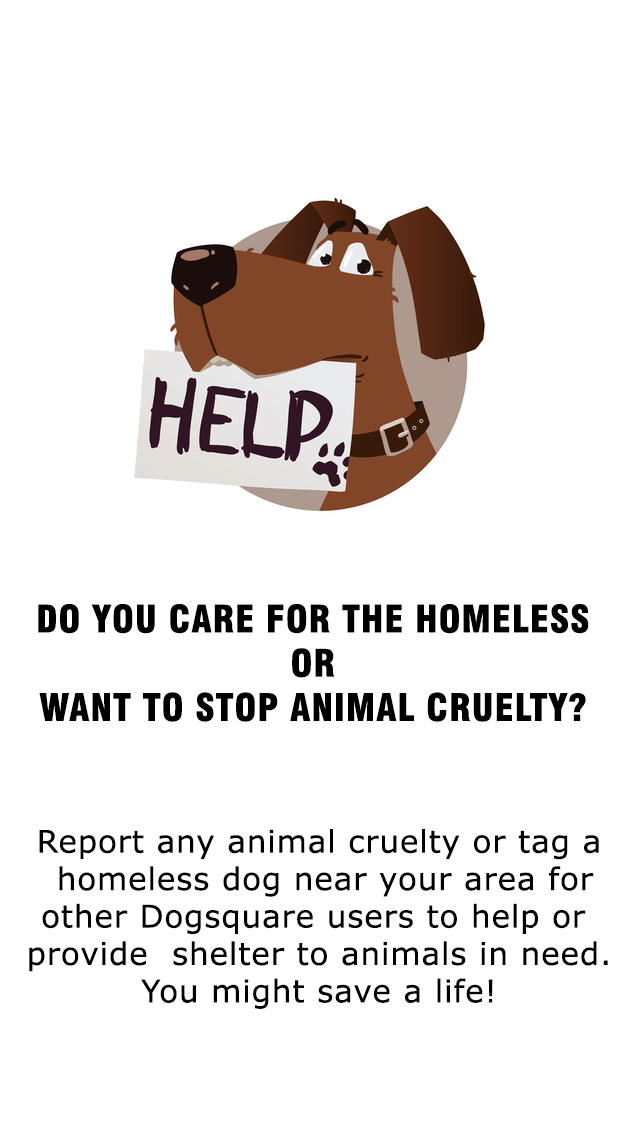 HELP
DO YOU CARE FOR THE HOMELESS
OR
WANT TO STOP ANIMAL CRUELTY?
Report any animal cruelty or tag a
homeless dog near your area for
other Dogsquare users to help or
provide shelter to animals in need.
You might save a life!